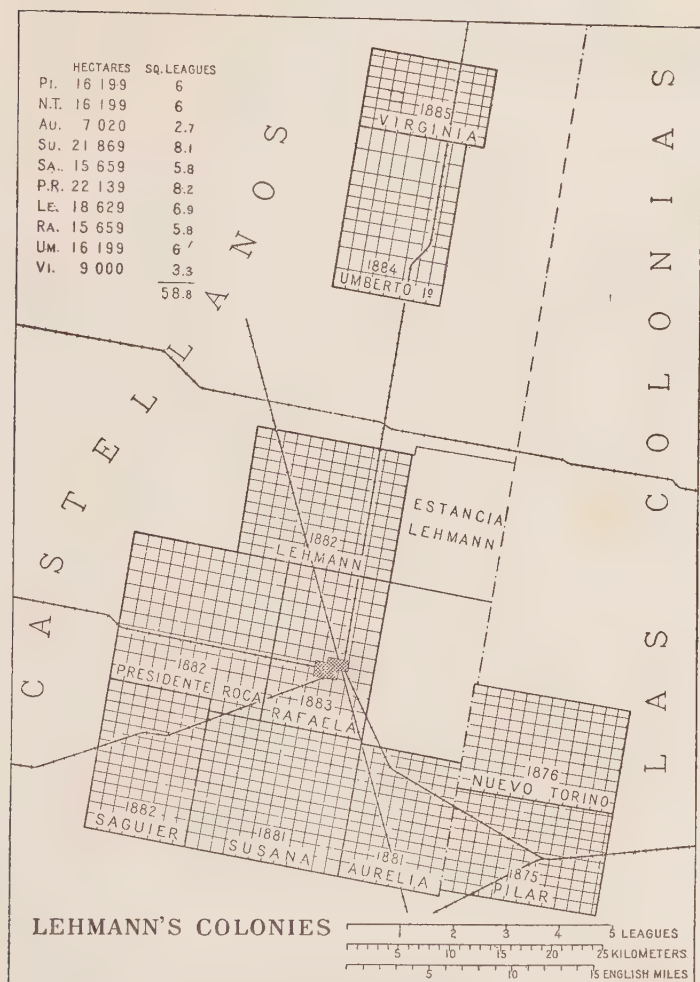 HECTARES SQ. LEAGUES
PI. 16 199 6
N.T. 16 199 6
AU. 7 020 2.7
SU. 21 869 8.1
SA. 15 659 5.8
P.R. 22 139 8.2
LE. 18 629 6.9
RA. 15 659 5.8
UM. 16 199 6
VI. 9 000 3.3
58.8
CASTELLANOS
LAS COLONIAS
1885
VIRGINIA
1884
UMBERTO 1º
ESTANCIA
LEHMANN
1882
LEHMANN
1882
PRESIDENTE ROCA
1883
RAFAELA
1876
NUEVO TORINO
1882
SAGUIER
1881
SUSANA
1881
AURELIA
1875
PILAR
LEHMANN'S COLONIES
1 2 3 4 5 LEAGUES
5 10 15 20 25 KILOMETERS
5 10 15 ENGLISH MILES